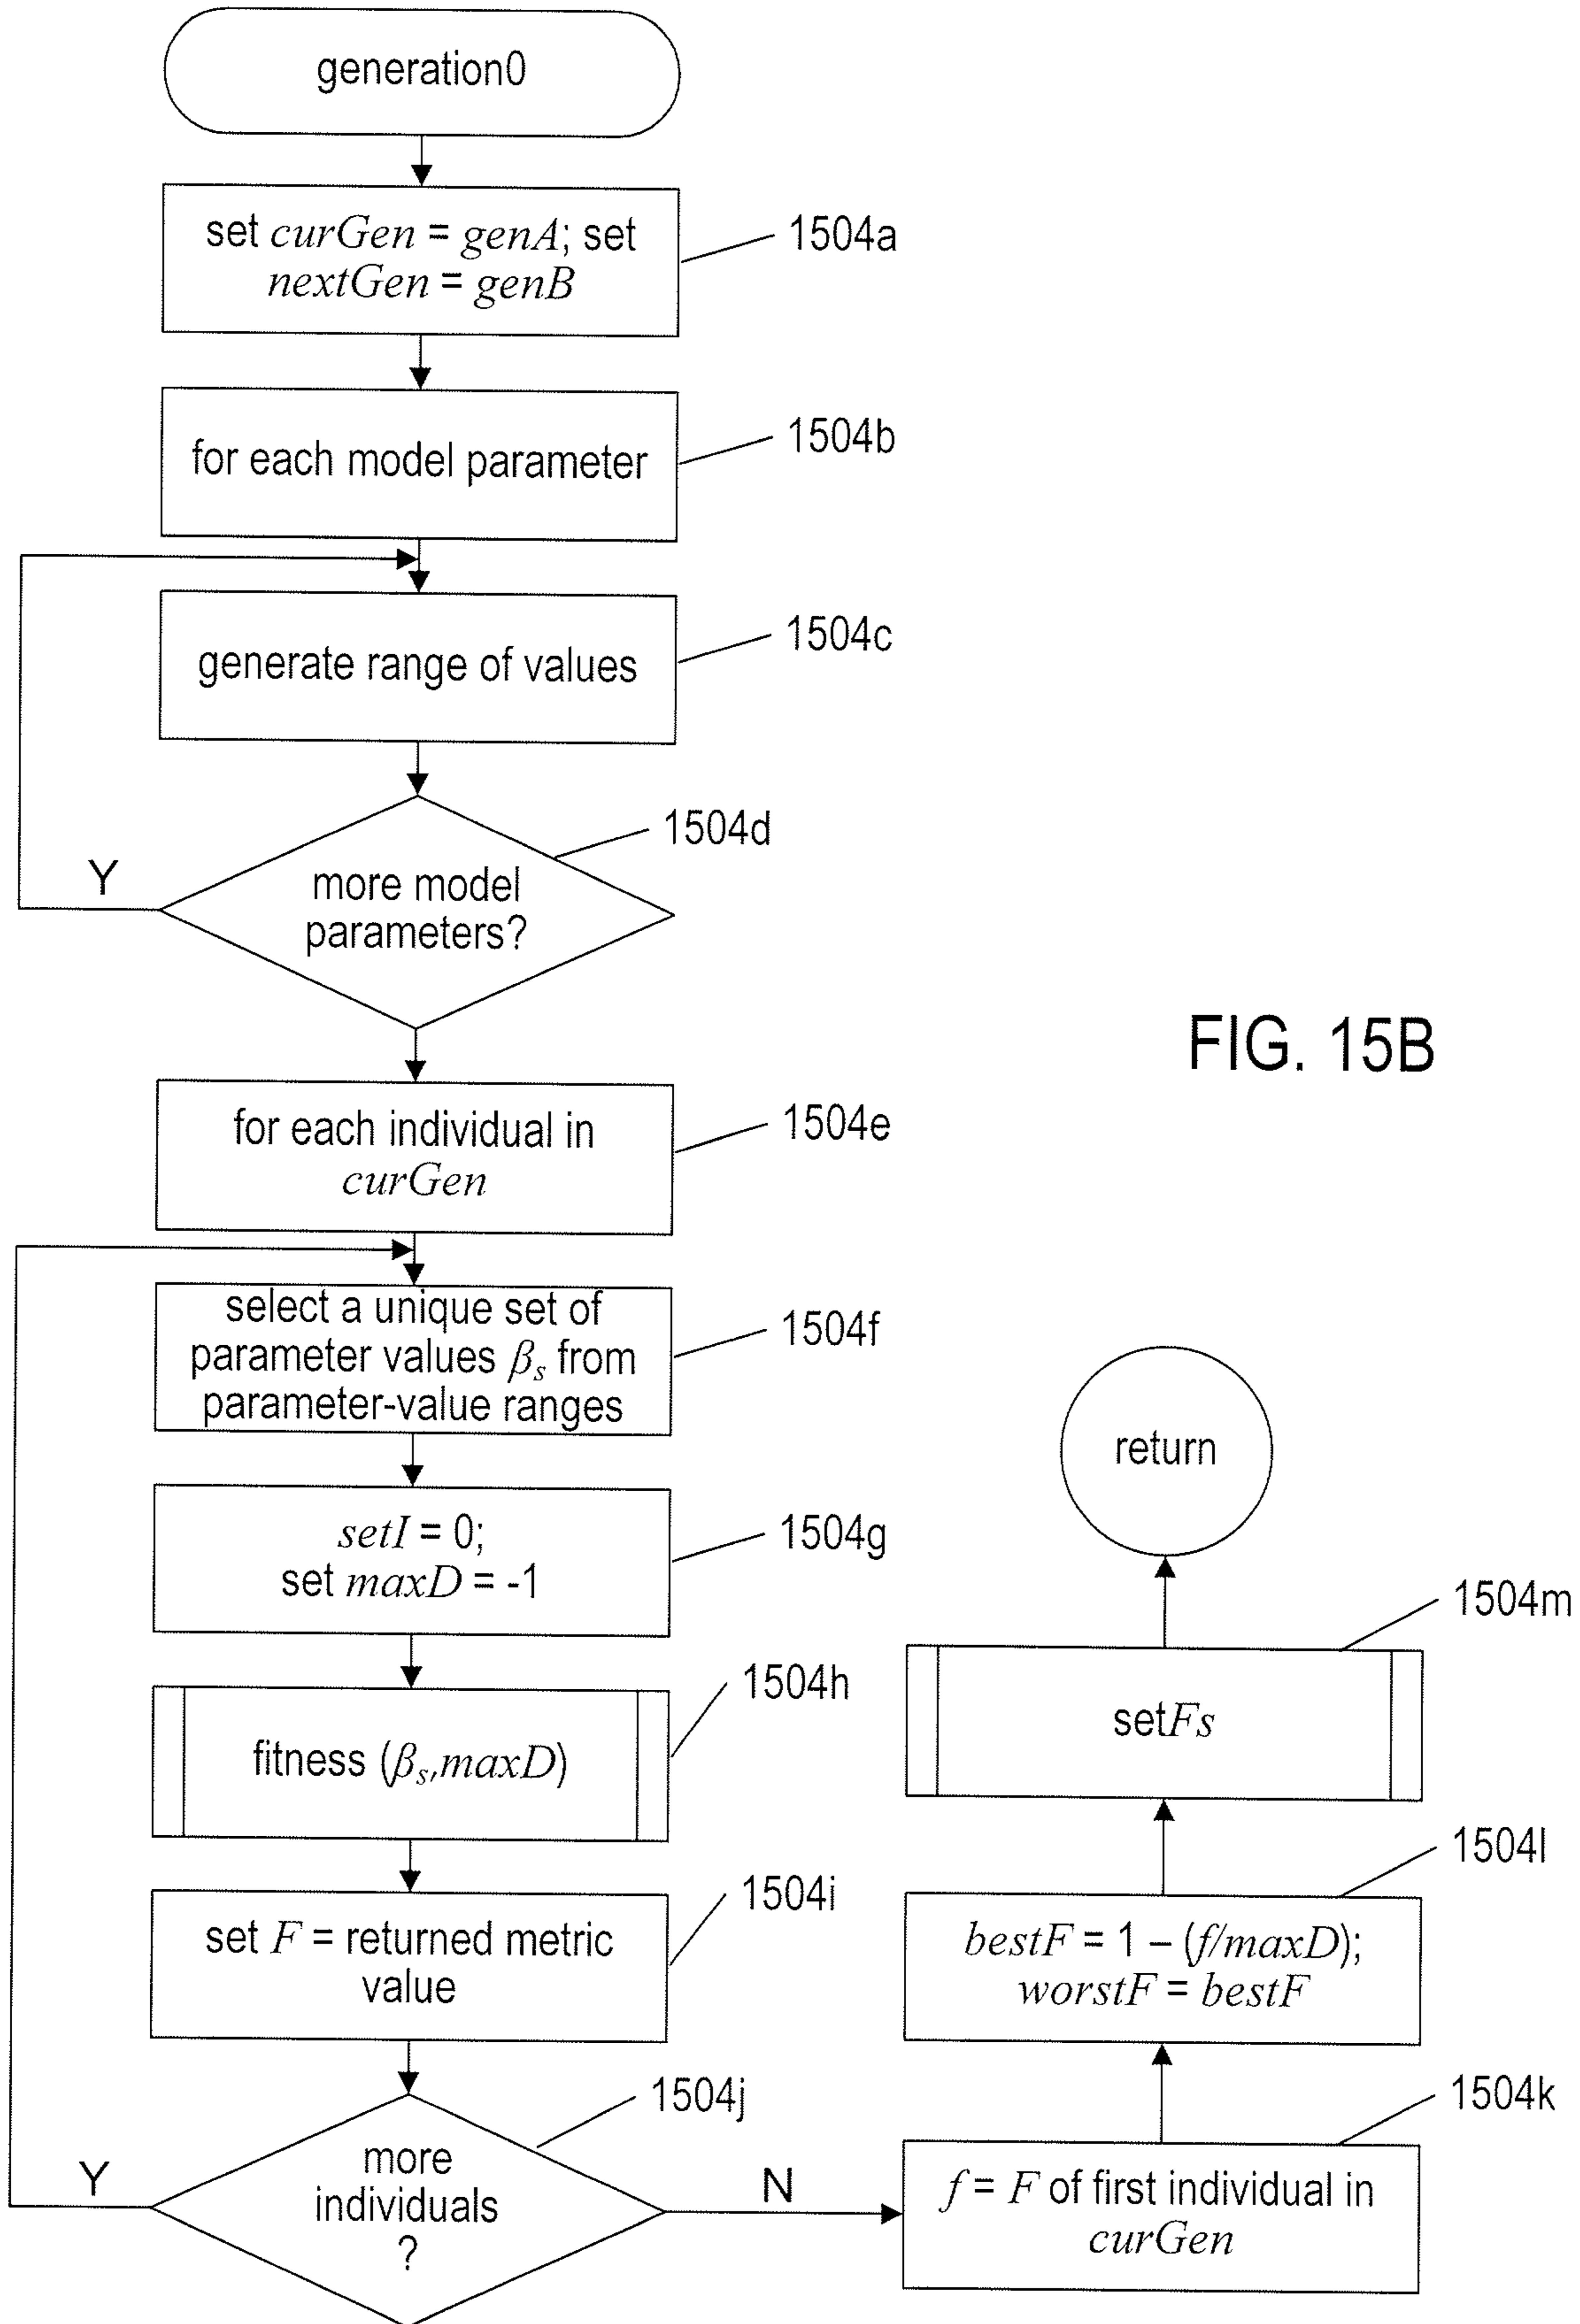 generation0
set curGen = genA; set
nextGen = genB
1504a
for each model parameter
1504b
generate range of values
1504c
more model
parameters?
1504d
Y
FIG. 15B
for each individual in
curGen
1504e
select a unique set of
parameter values βs from
parameter-value ranges
1504f
setI = 0;
set maxD = -1
1504g
fitness (βs,maxD)
1504h
set F = returned metric
value
1504i
more
individuals
?
1504j
Y
N
f = F of first individual in
curGen
1504k
bestF = 1 – (f/maxD);
worstF = bestF
1504l
setFs
1504m
return